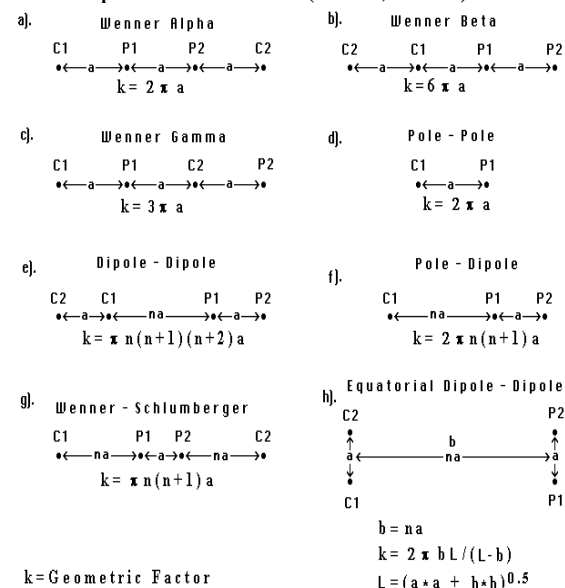 a).
Wenner Alpha
C1 P1 P2 C2
a a a
k= 2 π a
b).
Wenner Beta
C2 C1 P1 P2
a a a
k=6 π a
c).
Wenner Gamma
C1 P1 C2 P2
a a a
k= 3 π a
d).
Pole - Pole
C1 P1
a
k= 2 π a
e).
Dipole - Dipole
C2 C1 P1 P2
a na a
k= π n(n+1)(n+2)a
f).
Pole - Dipole
C1 P1 P2
na a
k= 2 π n(n+1)a
g).
Wenner - Schlumberger
C1 P1 P2 C2
na a na
k= π n(n+1)a
h).
Equatorial Dipole - Dipole
C2 P2
b
a na a
C1 P1
b = na
k= 2 π b L/(L-b)
L=(a*a + b*b)0.5
k=Geometric Factor